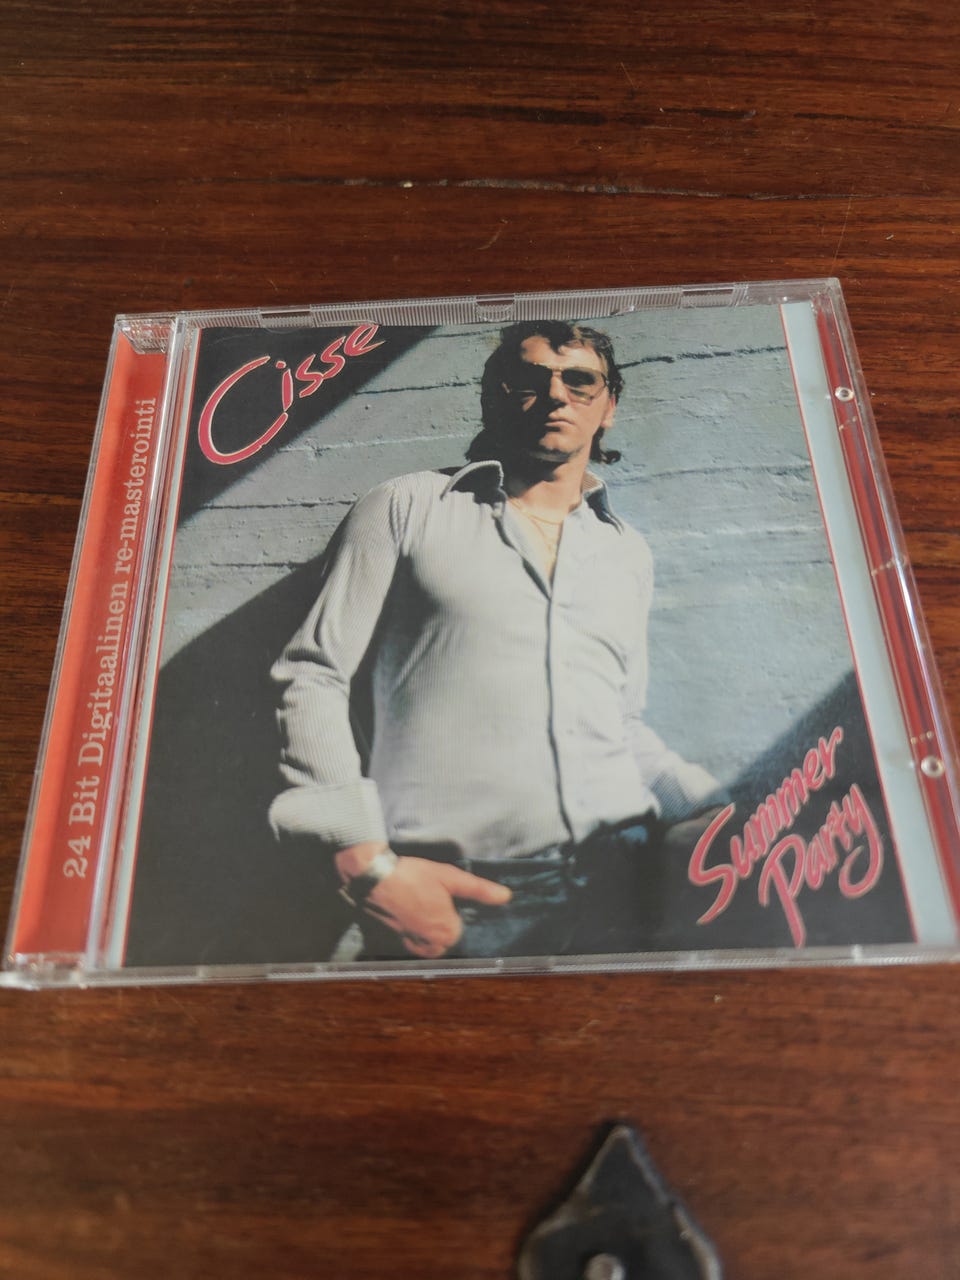 24 Bit Digitaalinen re-masterointi
Cisse
Summer
Party